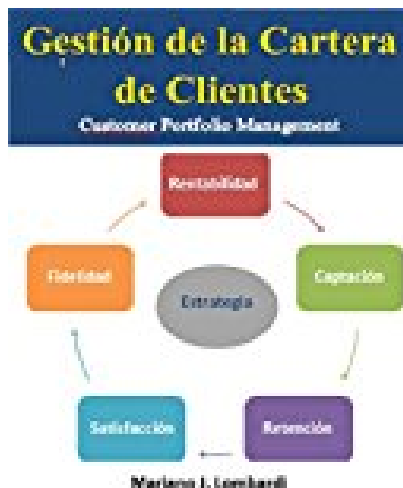 Gestión de la Cartera
de Clientes
Customer Portfolio Management
Rentabilidad
Fidelidad
Captación
Estrategia
Satisfacción
Retención
Mariano J. Lombardi